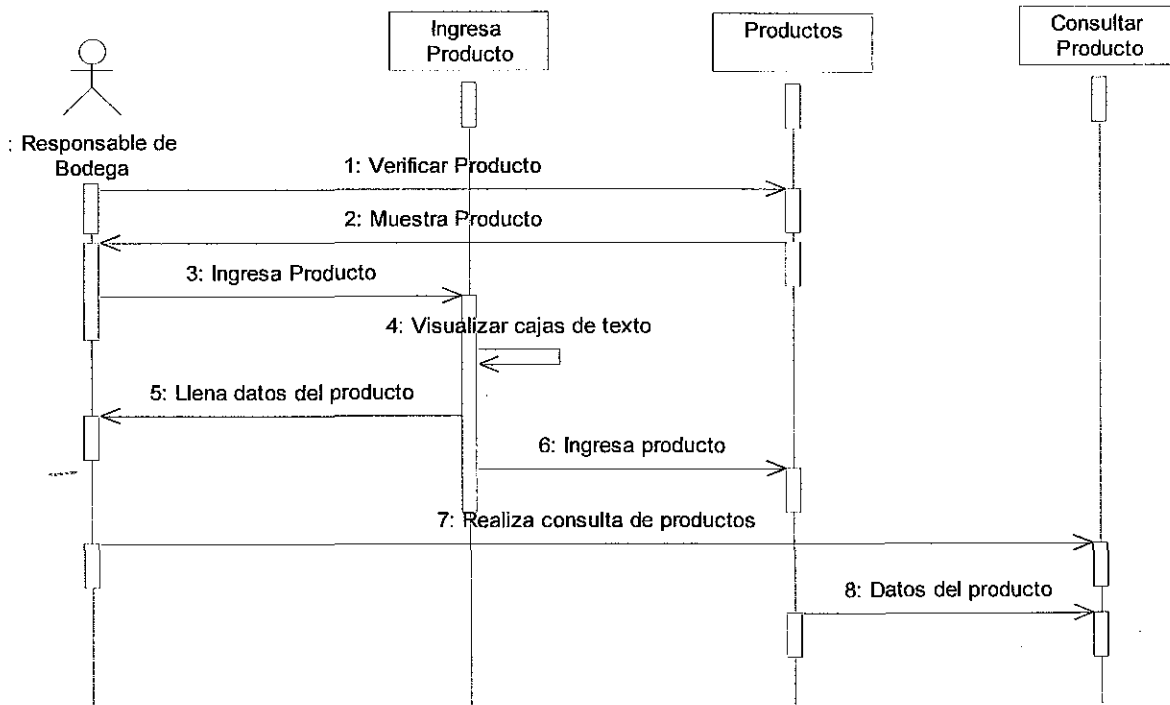 Ingresa
Producto
Productos
Consultar
Producto
: Responsable de
Bodega
1: Verificar Producto
2: Muestra Producto
3: Ingresa Producto
4: Visualizar cajas de texto
5: Llena datos del producto
6: Ingresa producto
7: Realiza consulta de productos
8: Datos del producto